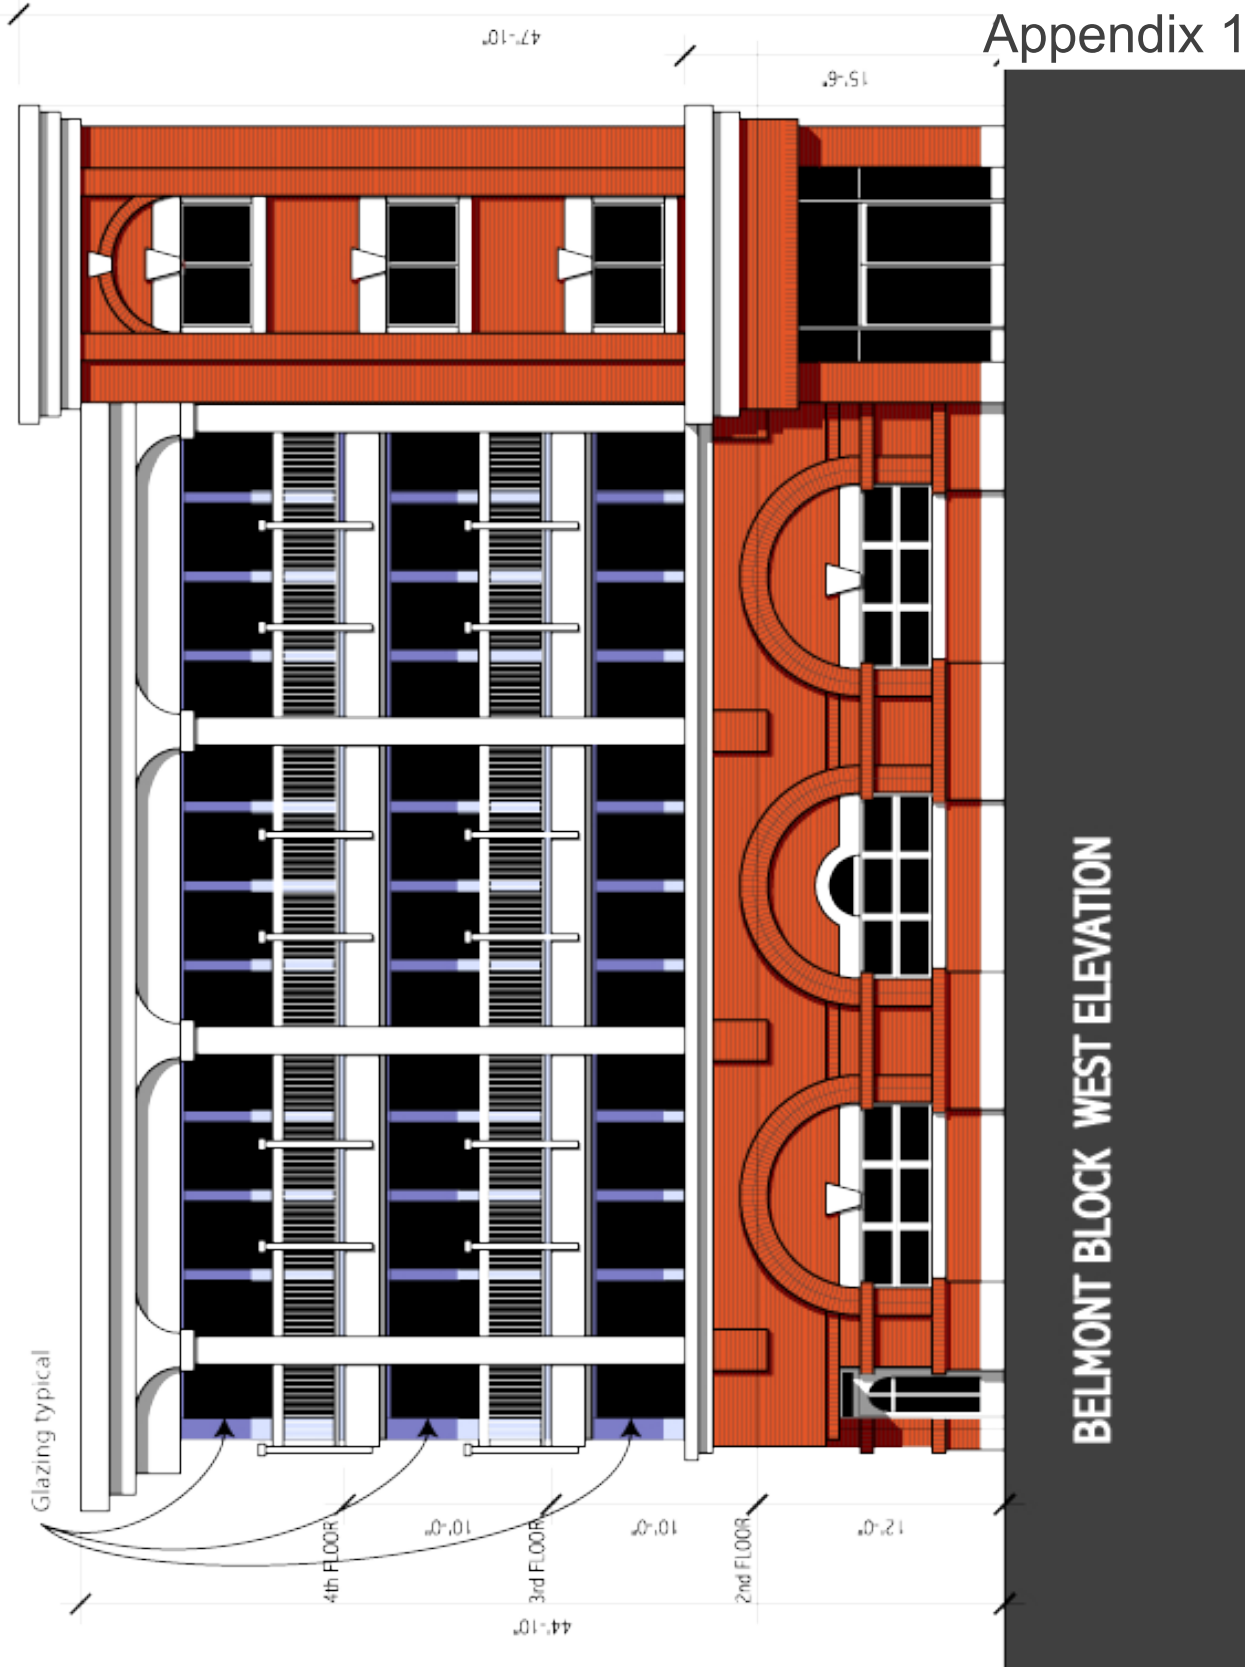 Appendix 1
47'-10"
15'-6"
Glazing typical
4th FLOOR
10'-0"
3rd FLOOR
10'-0"
2nd FLOOR
12'-0"
44'-10"
BELMONT BLOCK WEST ELEVATION